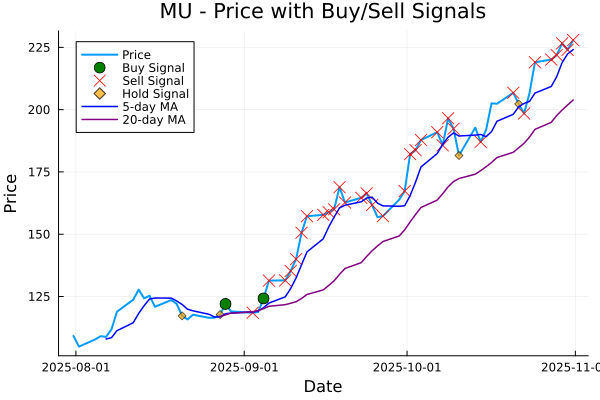 MU - Price with Buy/Sell Signals
Price
Buy Signal
Sell Signal
Hold Signal
5-day MA
20-day MA
225
200
175
150
125
Price
2025-08-01
2025-09-01
2025-10-01
2025-11-0
Date